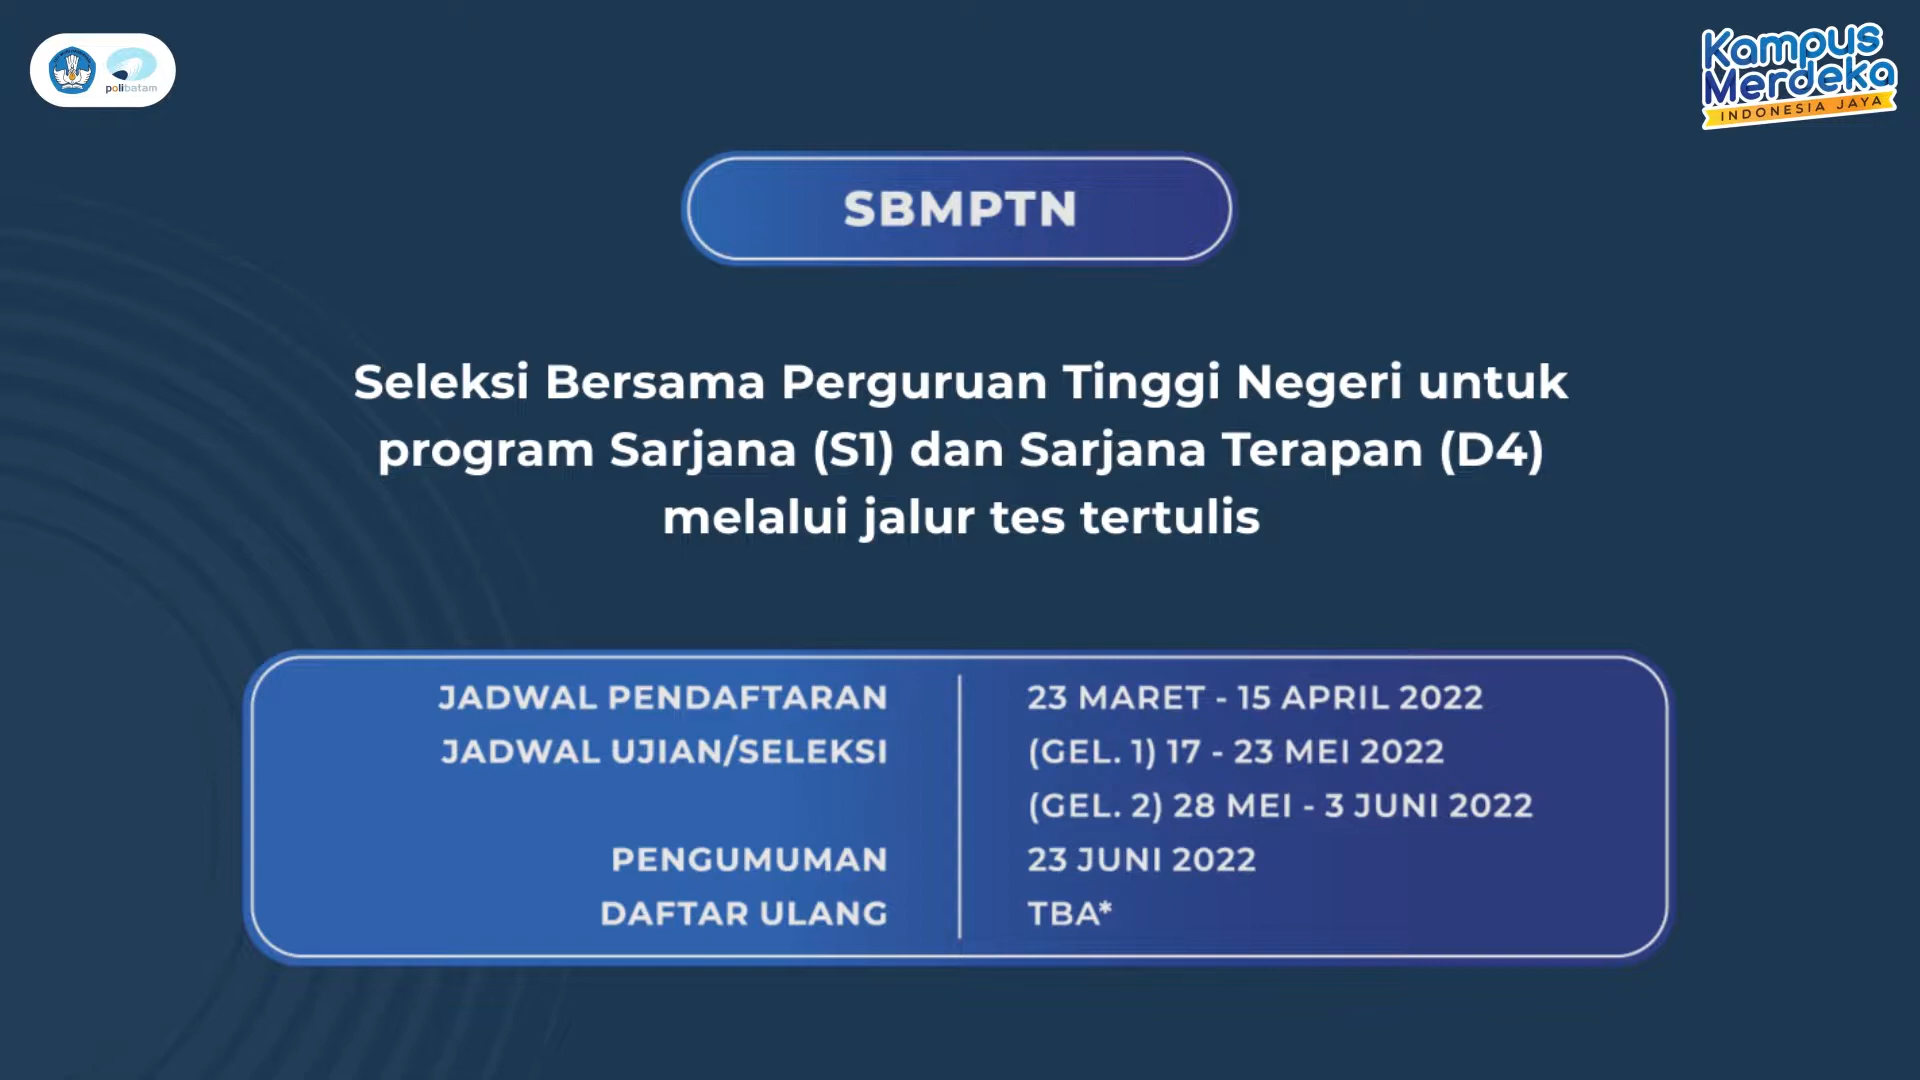 polibatam
Kampus
Merdeka
INDONESIA JAYA
SBMPTN
Seleksi Bersama Perguruan Tinggi Negeri untuk
program Sarjana (S1) dan Sarjana Terapan (D4)
melalui jalur tes tertulis
JADWAL PENDAFTARAN 23 MARET - 15 APRIL 2022
JADWAL UJIAN/SELEKSI (GEL. 1) 17 - 23 MEI 2022
(GEL. 2) 28 MEI - 3 JUNI 2022
PENGUMUMAN 23 JUNI 2022
DAFTAR ULANG TBA*